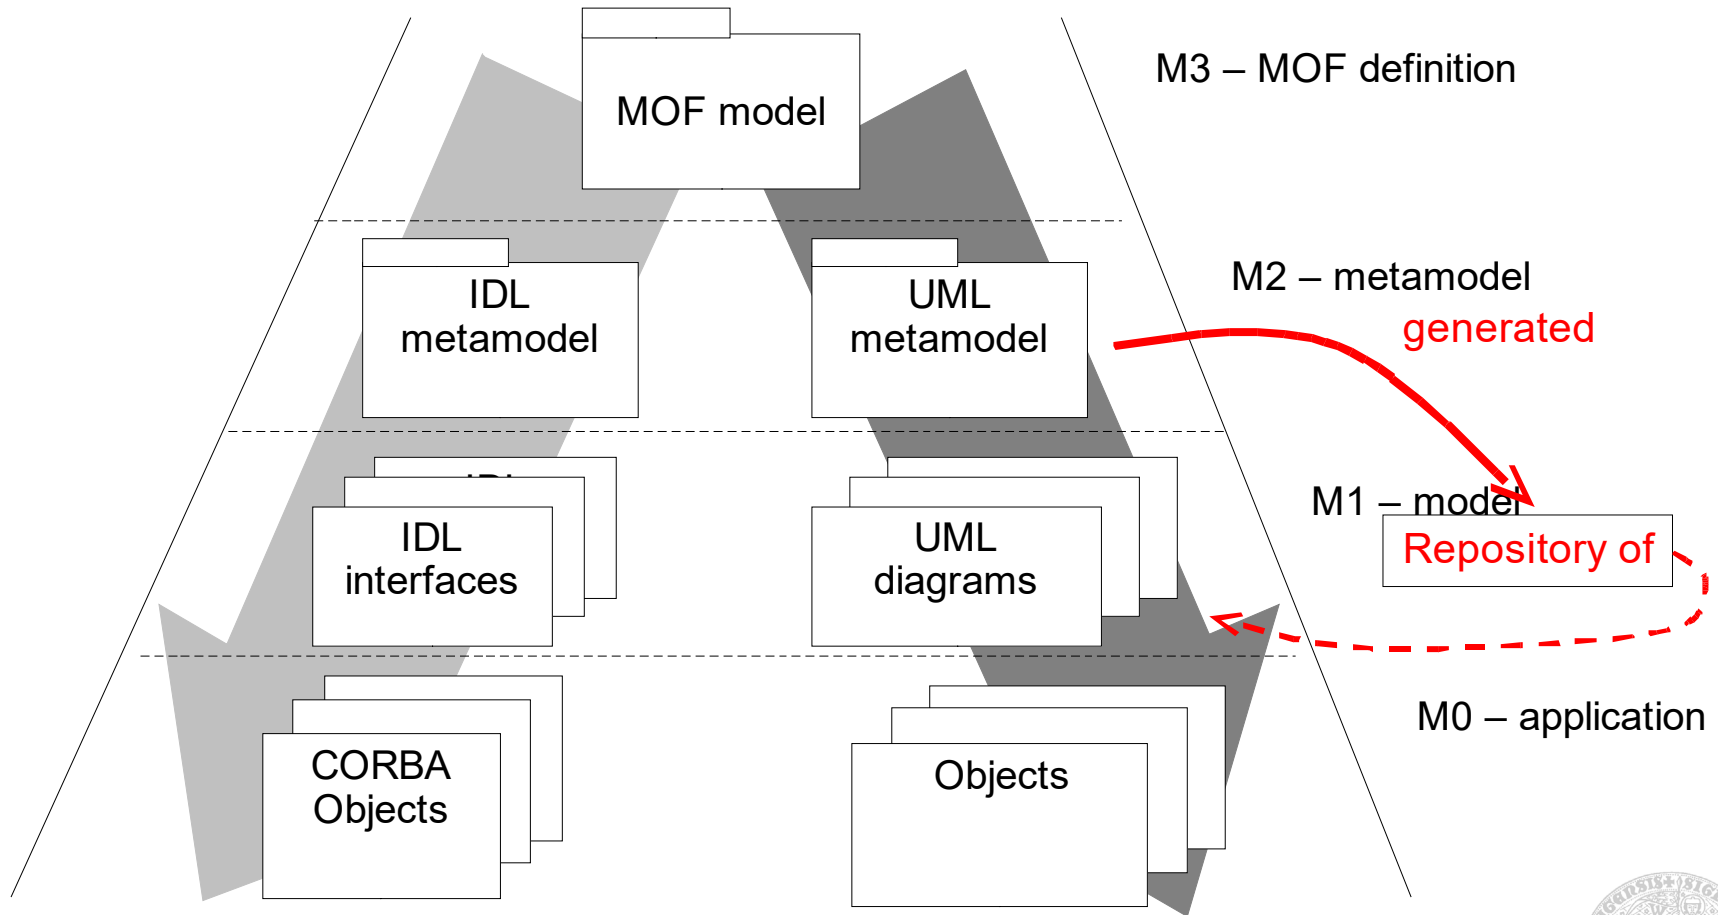 MOF model
M3 – MOF definition
IDL
metamodel
UML
metamodel
M2 – metamodel
generated
IDL
interfaces
UML
diagrams
M1 – model
Repository of
CORBA
Objects
Objects
M0 – application